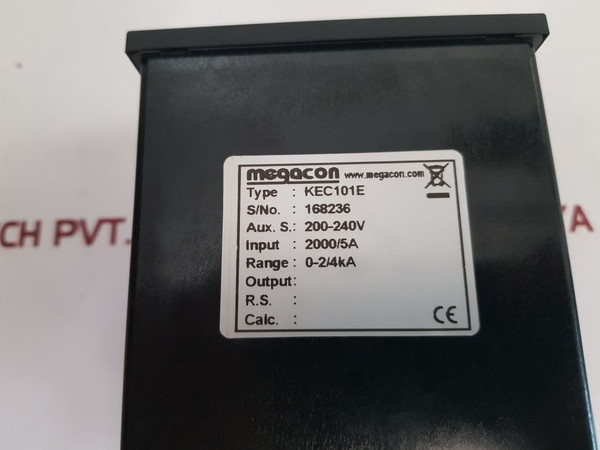 megacon www.megacon.com
Type : KEC101E
S/No. : 168236
Aux. S.: 200-240V
Input : 2000/5A
Range : 0-2/4kA
Output:
R.S. :
Calc. :
CE
CH PVT.
YA